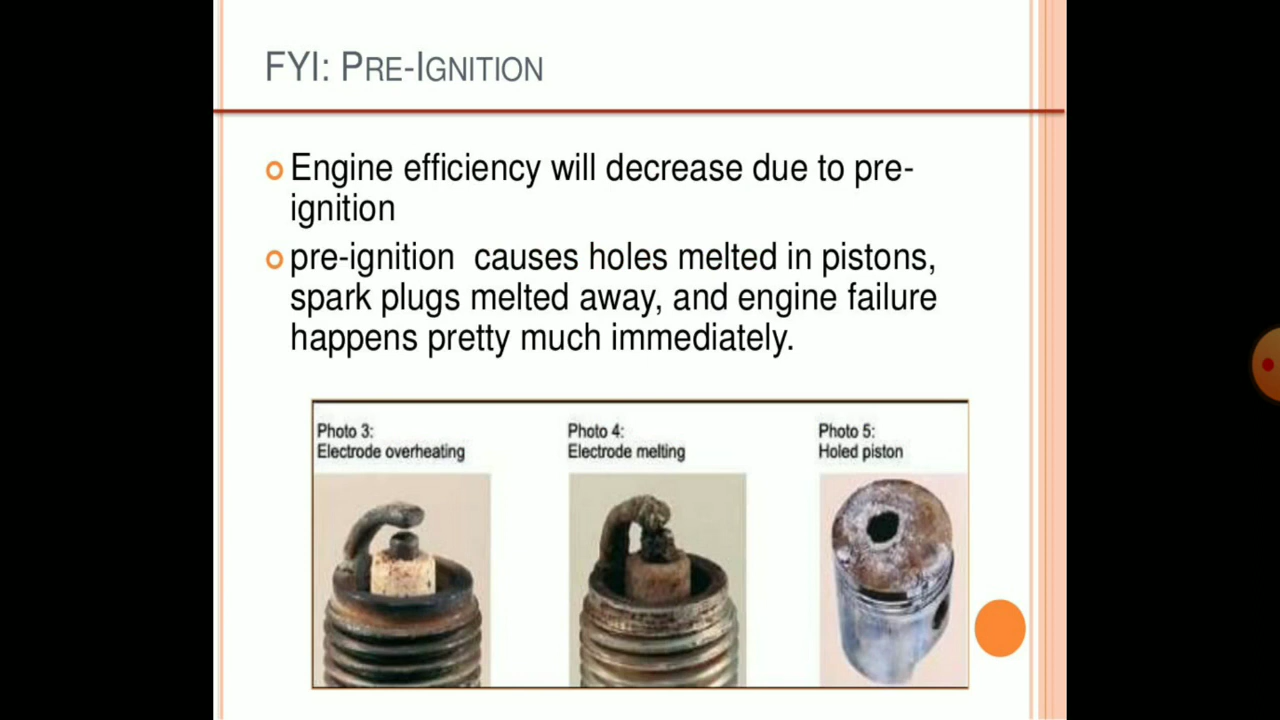 FYI: PRE-IGNITION
Engine efficiency will decrease due to pre-
ignition
pre-ignition causes holes melted in pistons,
spark plugs melted away, and engine failure
happens pretty much immediately.
Photo 3:
Electrode overheating
Photo 4:
Electrode melting
Photo 5:
Holed piston